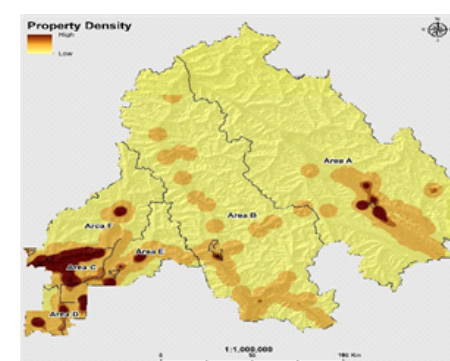 Property Density
High
Low
Area A
Area B
Area F
Area E
Area C
Area D
1:1,000,000
0
50
100 Km